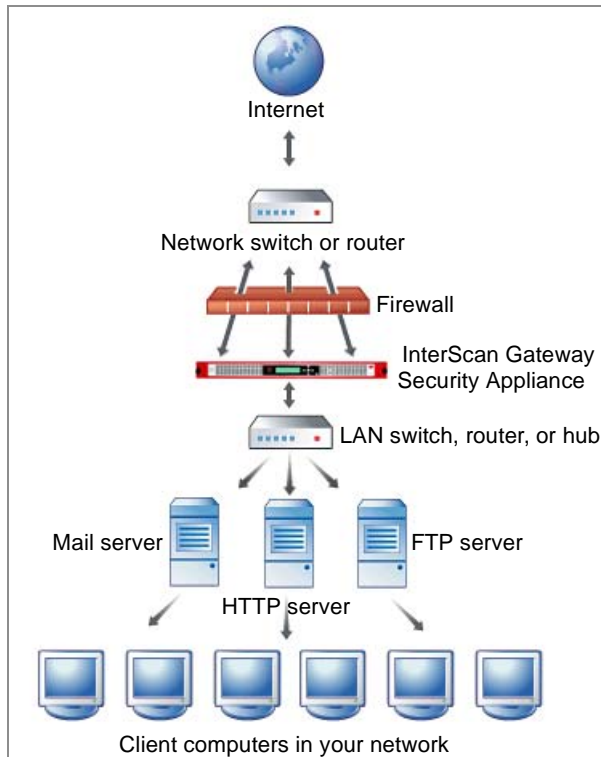 Internet
Network switch or router
Firewall
InterScan Gateway
Security Appliance
LAN switch, router, or hub
Mail server
FTP server
HTTP server
Client computers in your network